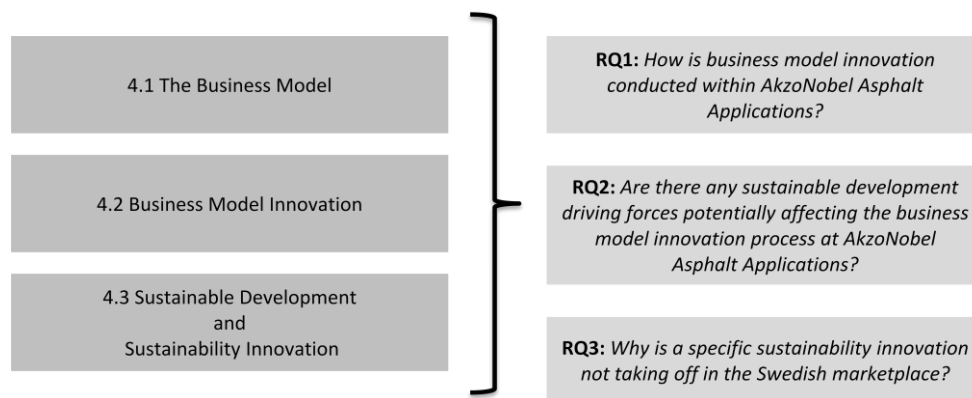 4.1 The Business Model
4.2 Business Model Innovation
4.3 Sustainable Development
and
Sustainability Innovation
RQ1: How is business model innovation
conducted within AkzoNobel Asphalt
Applications?
RQ2: Are there any sustainable development
driving forces potentially affecting the business
model innovation process at AkzoNobel
Asphalt Applications?
RQ3: Why is a specific sustainability innovation
not taking off in the Swedish marketplace?